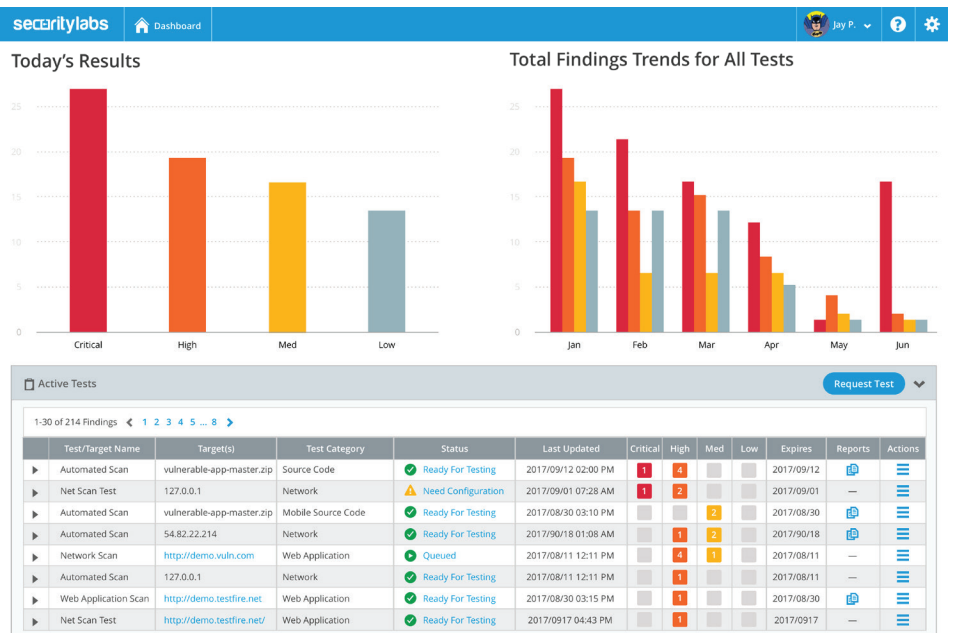 securitylabs Dashboard Jay P. ?
Today's Results
Total Findings Trends for All Tests
25
20
15
10
5
0
Critical High Med Low
25
20
15
10
5
0
Jan Feb Mar Apr May Jun
Active Tests Request Test
1-30 of 214 Findings 1 2 3 4 5 ... 8
Test/Target Name Target(s) Test Category Status Last Updated Critical High Med Low Expires Reports Actions
Automated Scan vulnerable-app-master.zip Source Code Ready For Testing 2017/09/12 02:00 PM 1 4 2017/09/12
Net Scan Test 127.0.0.1 Network Need Configuration 2017/09/01 07:28 AM 1 2 2017/09/01 —
Automated Scan vulnerable-app-master.zip Mobile Source Code Ready For Testing 2017/08/30 03:10 PM 2 2017/08/30
Automated Scan 54.82.22.214 Network Ready For Testing 2017/90/18 01:08 AM 1 2 2017/90/18
Network Scan http://demo.vuln.com Web Application Queued 2017/08/11 12:11 PM 4 1 2017/08/11 —
Automated Scan 127.0.0.1 Network Ready For Testing 2017/08/11 12:11 PM 1 2017/08/11 —
Web Application Scan http://demo.testfire.net Web Application Ready For Testing 2017/08/30 03:15 PM 1 2017/08/30
Net Scan Test http://demo.testfire.net/ Web Application Ready For Testing 2017/0917 04:43 PM 1 2017/0917 —